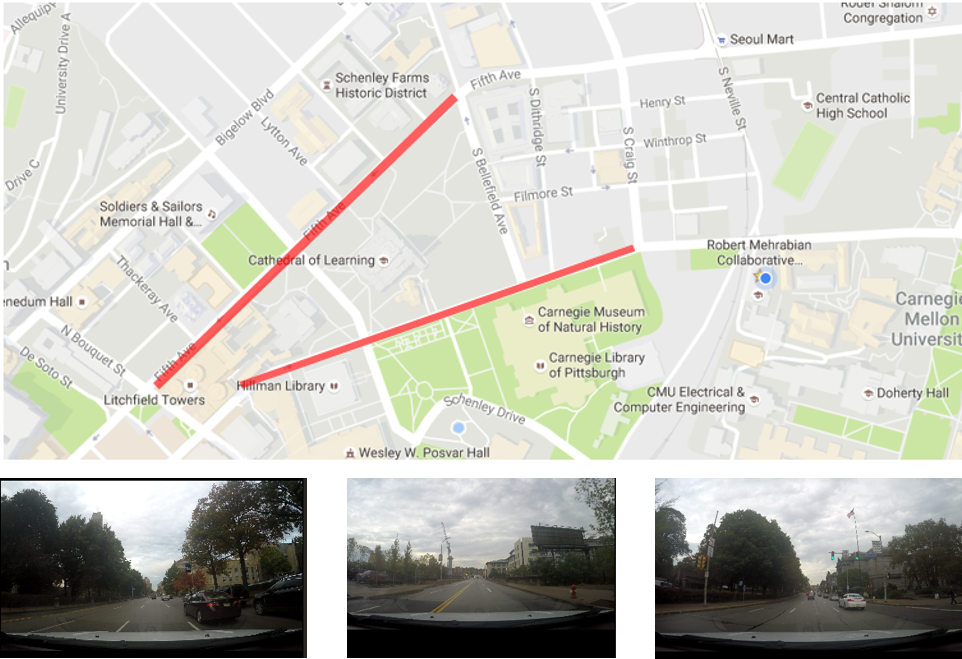 Allequip
Rodef Shalom
Congregation
University Drive A
Seoul Mart
Fifth Ave
Schenley Farms
Historic District
Bigelow Blvd
Lytton Ave
S Dithridge St
Henry St
S Neville St
Central Catholic
High School
Winthrop St
S Craig St
Drive C
S Bellefield Ave
Filmore St
Soldiers & Sailors
Memorial Hall &...
Fifth Ave
Cathedral of Learning
Robert Mehrabian
Collaborative...
Thackeray Ave
enedum Hall
n
Carnegie
Mellon
Universit
Carnegie Museum
of Natural History
N Bouquet St
Fifth Ave
De Soto St
Carnegie Library
of Pittsburgh
Litchfield Towers
Hillman Library
CMU Electrical &
Computer Engineering
Doherty Hall
Schenley Drive
Wesley W. Posvar Hall